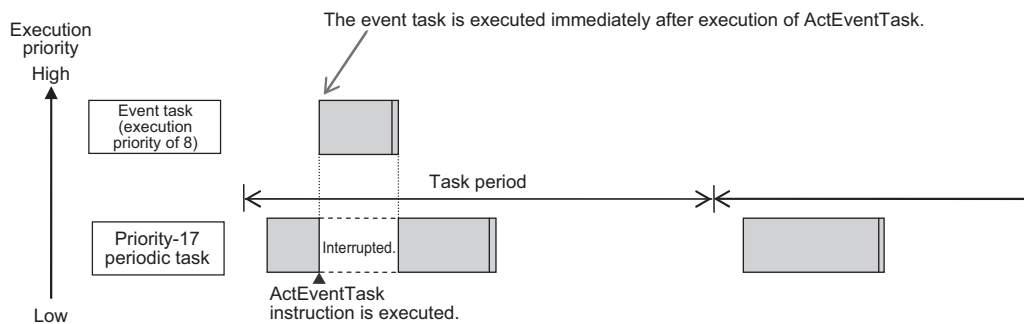 The event task is executed immediately after execution of ActEventTask.
Execution
priority
High
Event task
(execution
priority of 8)
Task period
Priority-17
periodic task
Interrupted.
ActEventTask
instruction is executed.
Low